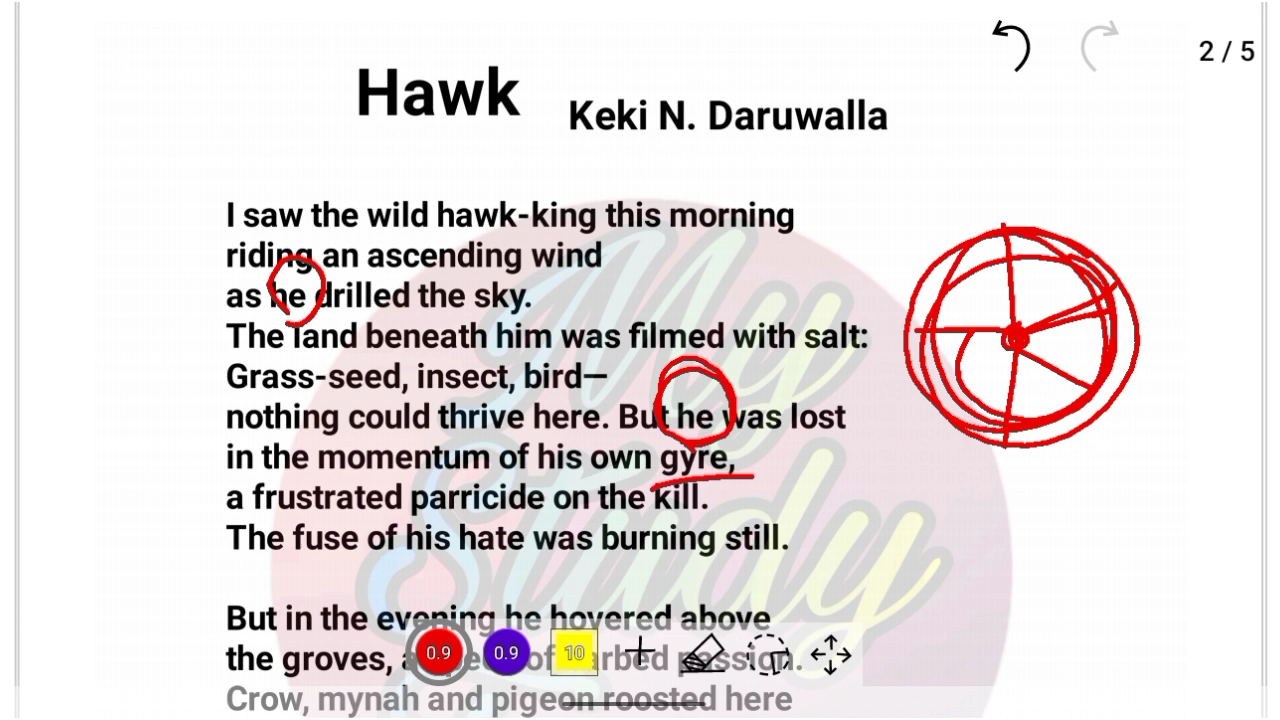 2 / 5
Hawk
Keki N. Daruwalla
I saw the wild hawk-king this morning
riding an ascending wind
as he drilled the sky.
The land beneath him was filmed with salt:
Grass-seed, insect, bird—
nothing could thrive here. But he was lost
in the momentum of his own gyre,
a frustrated parricide on the kill.
The fuse of his hate was burning still.
But in the evening he hovered above
the groves, a of barbed passion.
Crow, mynah and pigeon roosted here
0.9 0.9 10
My
Study